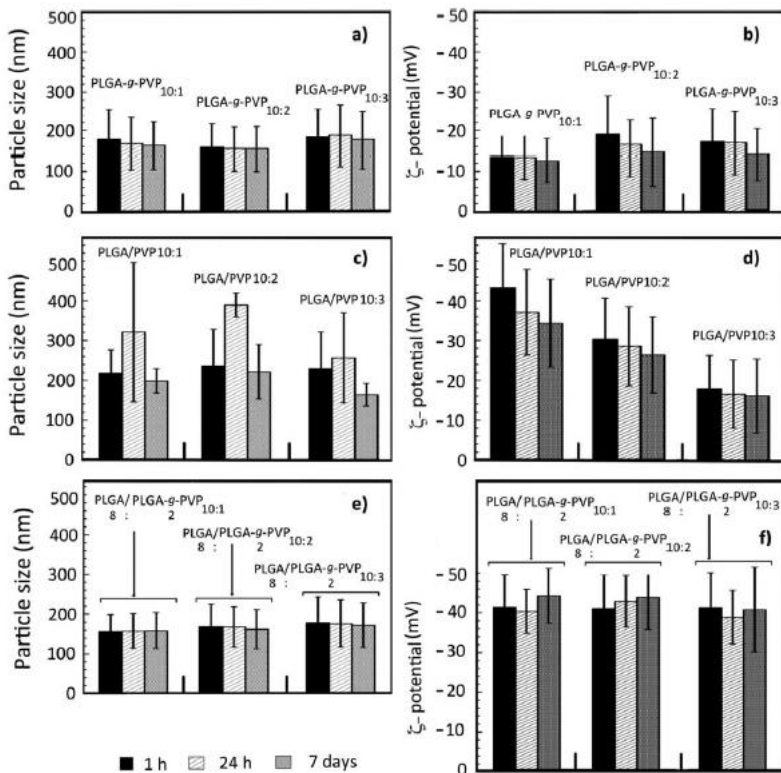 Particle size (nm)
500
400
300
200
100
0
a)
PLGA-g-PVP10:1
PLGA-g-PVP10:2
PLGA-g-PVP10:3
ζ– potential (mV)
- 50
- 40
- 30
- 20
- 10
0
b)
PLGA g PVP10:1
PLGA-g-PVP10:2
PLGA-g-PVP10:3
Particle size (nm)
500
400
300
200
100
0
c)
PLGA/PVP10:1
PLGA/PVP10:2
PLGA/PVP10:3
ζ– potential (mV)
- 50
- 40
- 30
- 20
- 10
0
d)
PLGA/PVP10:1
PLGA/PVP10:2
PLGA/PVP10:3
Particle size (nm)
500
400
300
200
100
0
e)
PLGA/PLGA-g-PVP10:1
8 : 2
PLGA/PLGA-g-PVP10:2
8 : 2
PLGA/PLGA-g-PVP10:3
8 : 2
ζ– potential (mV)
- 50
- 40
- 30
- 20
- 10
0
f)
PLGA/PLGA-g-PVP10:1
8 : 2
PLGA/PLGA-g-PVP10:2
8 : 2
PLGA/PLGA-g-PVP10:3
8 : 2
1 h 24 h 7 days